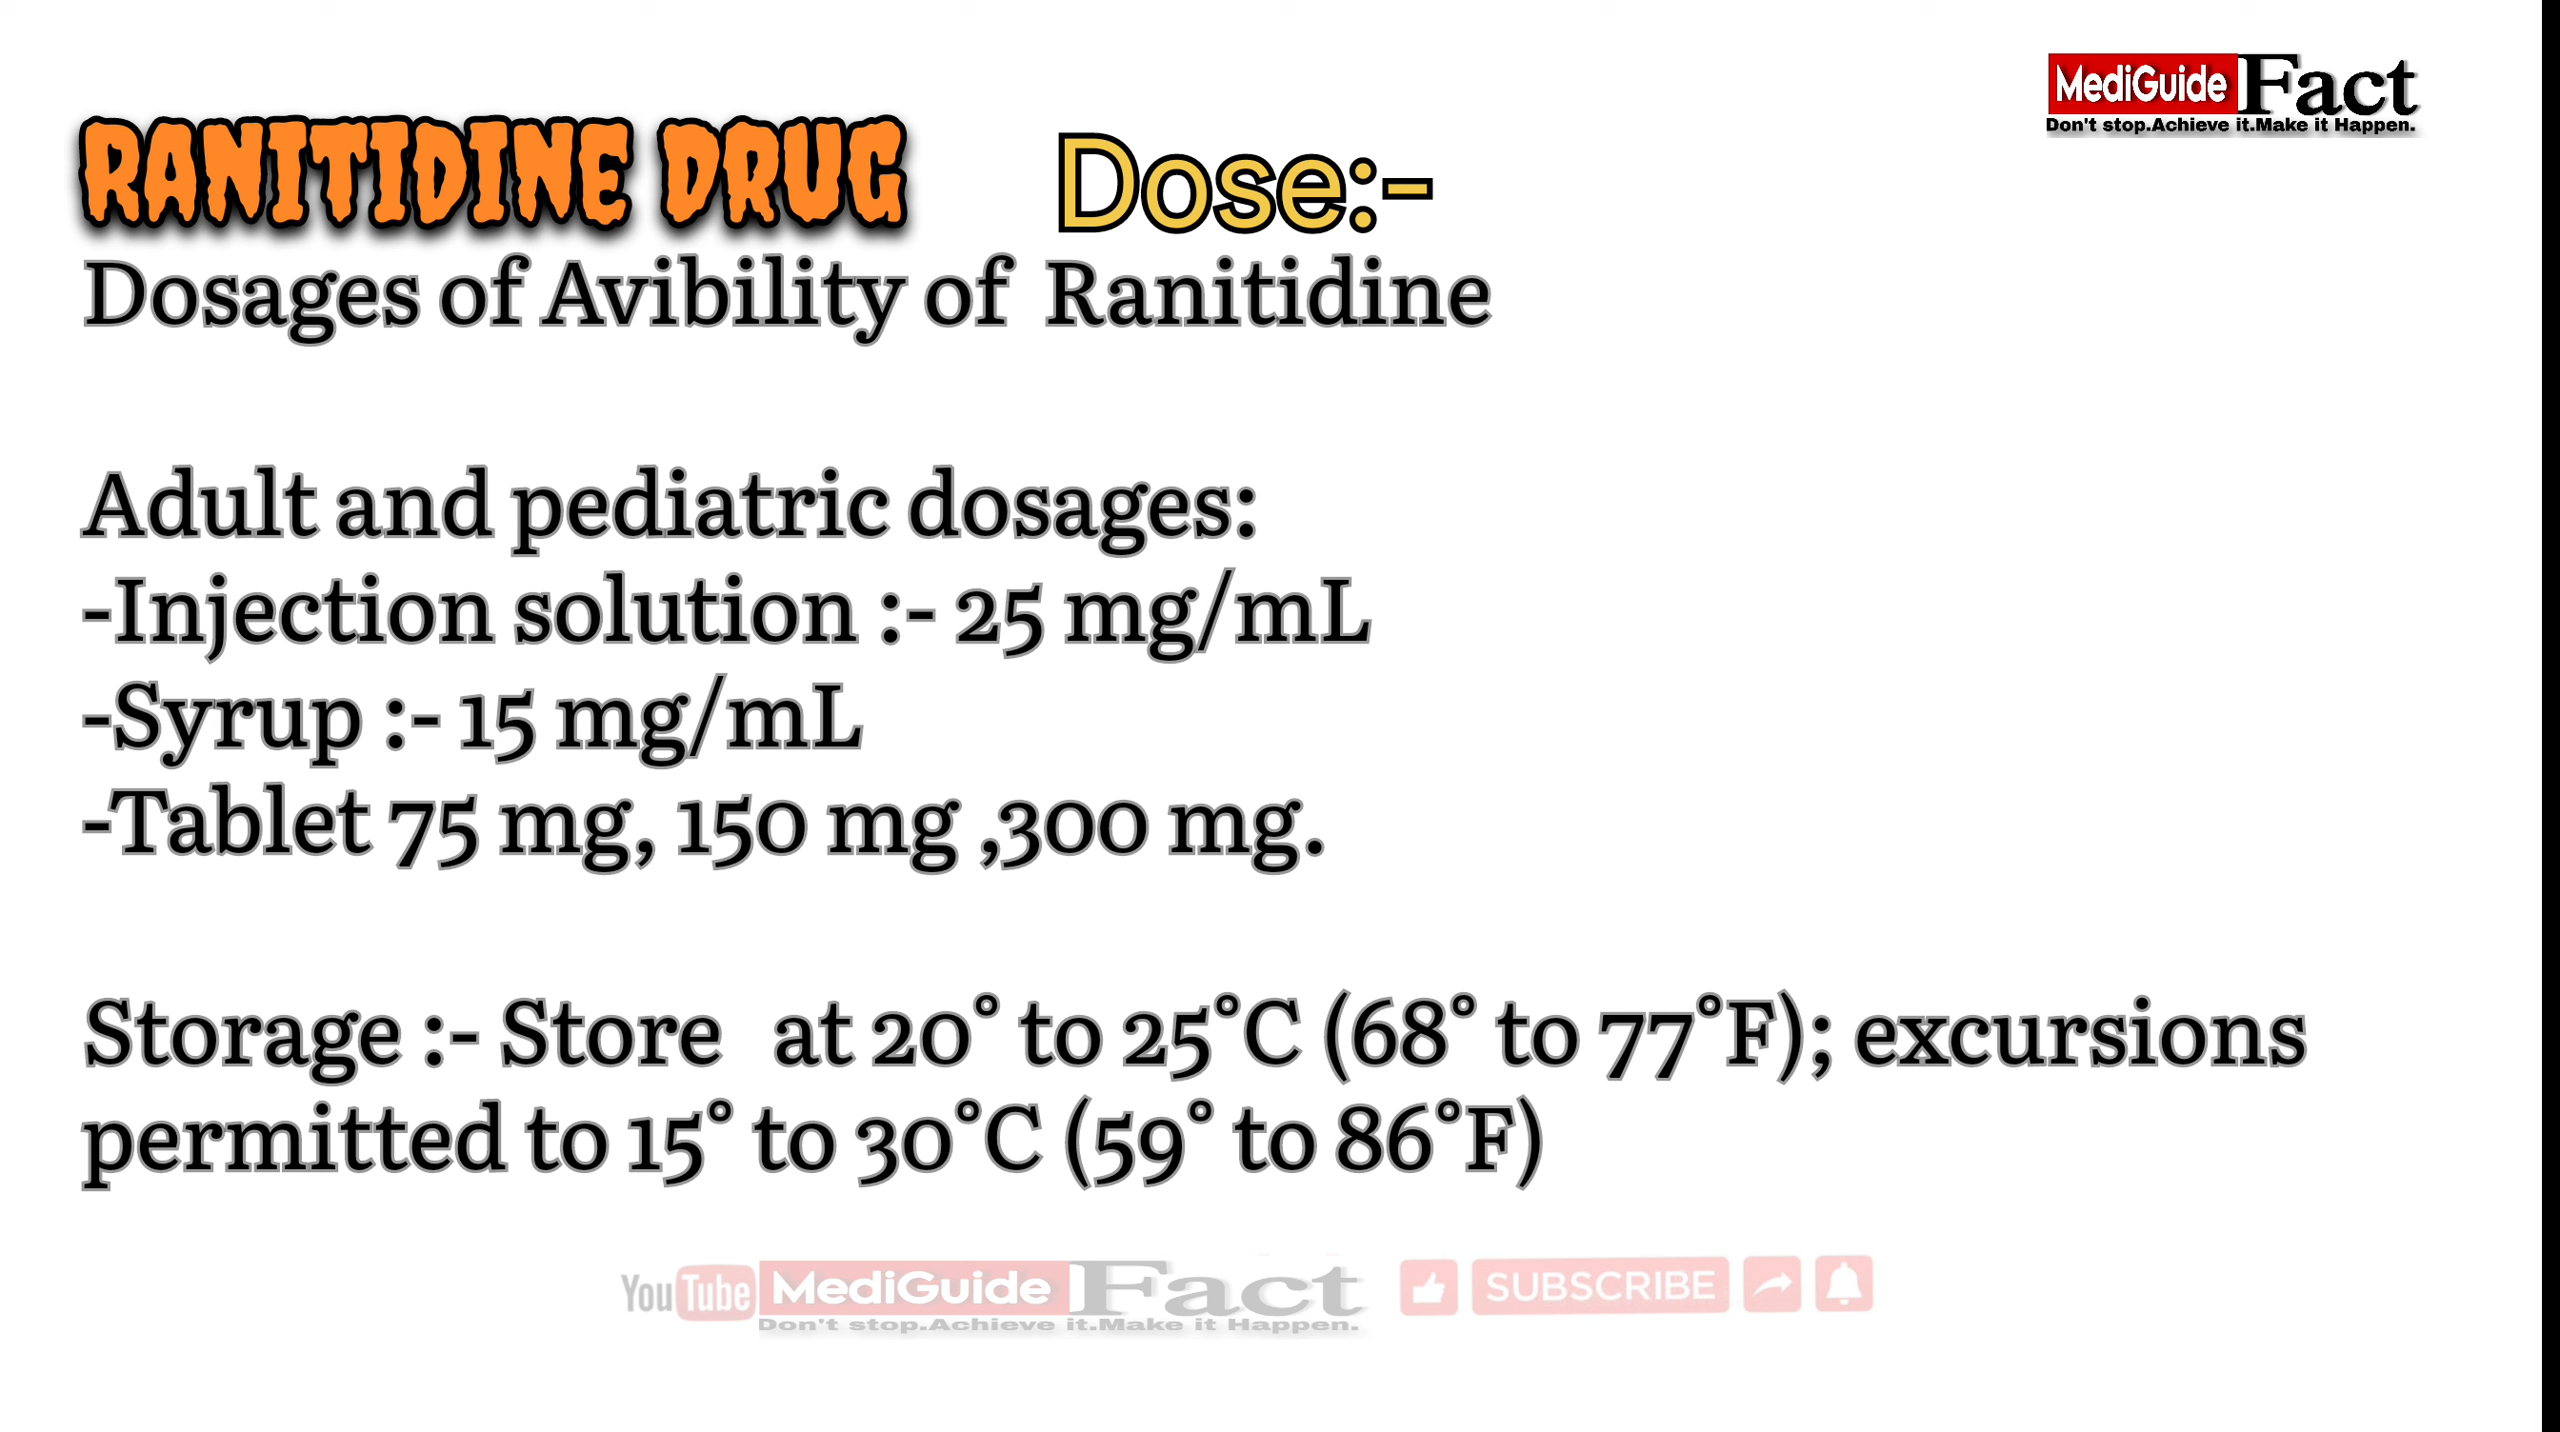 MediGuide Fact
Don't stop.Achieve it.Make it Happen.
RANITIDINE DRUG Dose:-
Dosages of Avibility of Ranitidine
Adult and pediatric dosages:
-Injection solution :- 25 mg/mL
-Syrup :- 15 mg/mL
-Tablet 75 mg, 150 mg ,300 mg.
Storage :- Store at 20° to 25°C (68° to 77°F); excursions
permitted to 15° to 30°C (59° to 86°F)
YouTube MediGuide Fact SUBSCRIBE
Don't stop.Achieve it.Make it Happen.